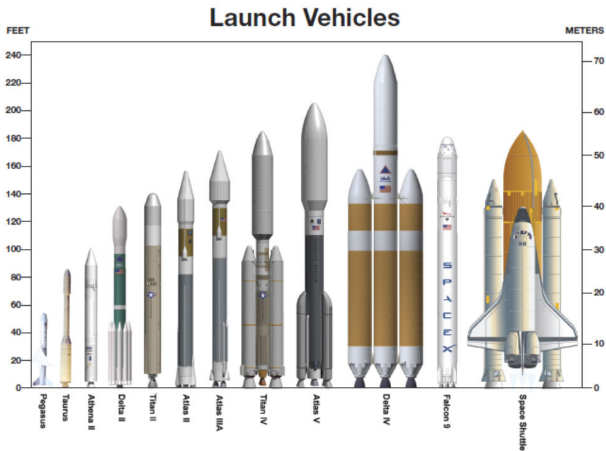 Launch Vehicles
FEET
METERS
240
220
200
180
160
140
120
100
80
60
40
20
0
70
60
50
40
30
20
10
0
SPACEX
Pegasus
Taurus
Athena II
Delta II
Titan II
Atlas II
Atlas IIIA
Titan IV
Atlas V
Delta IV
Falcon 9
Space Shuttle